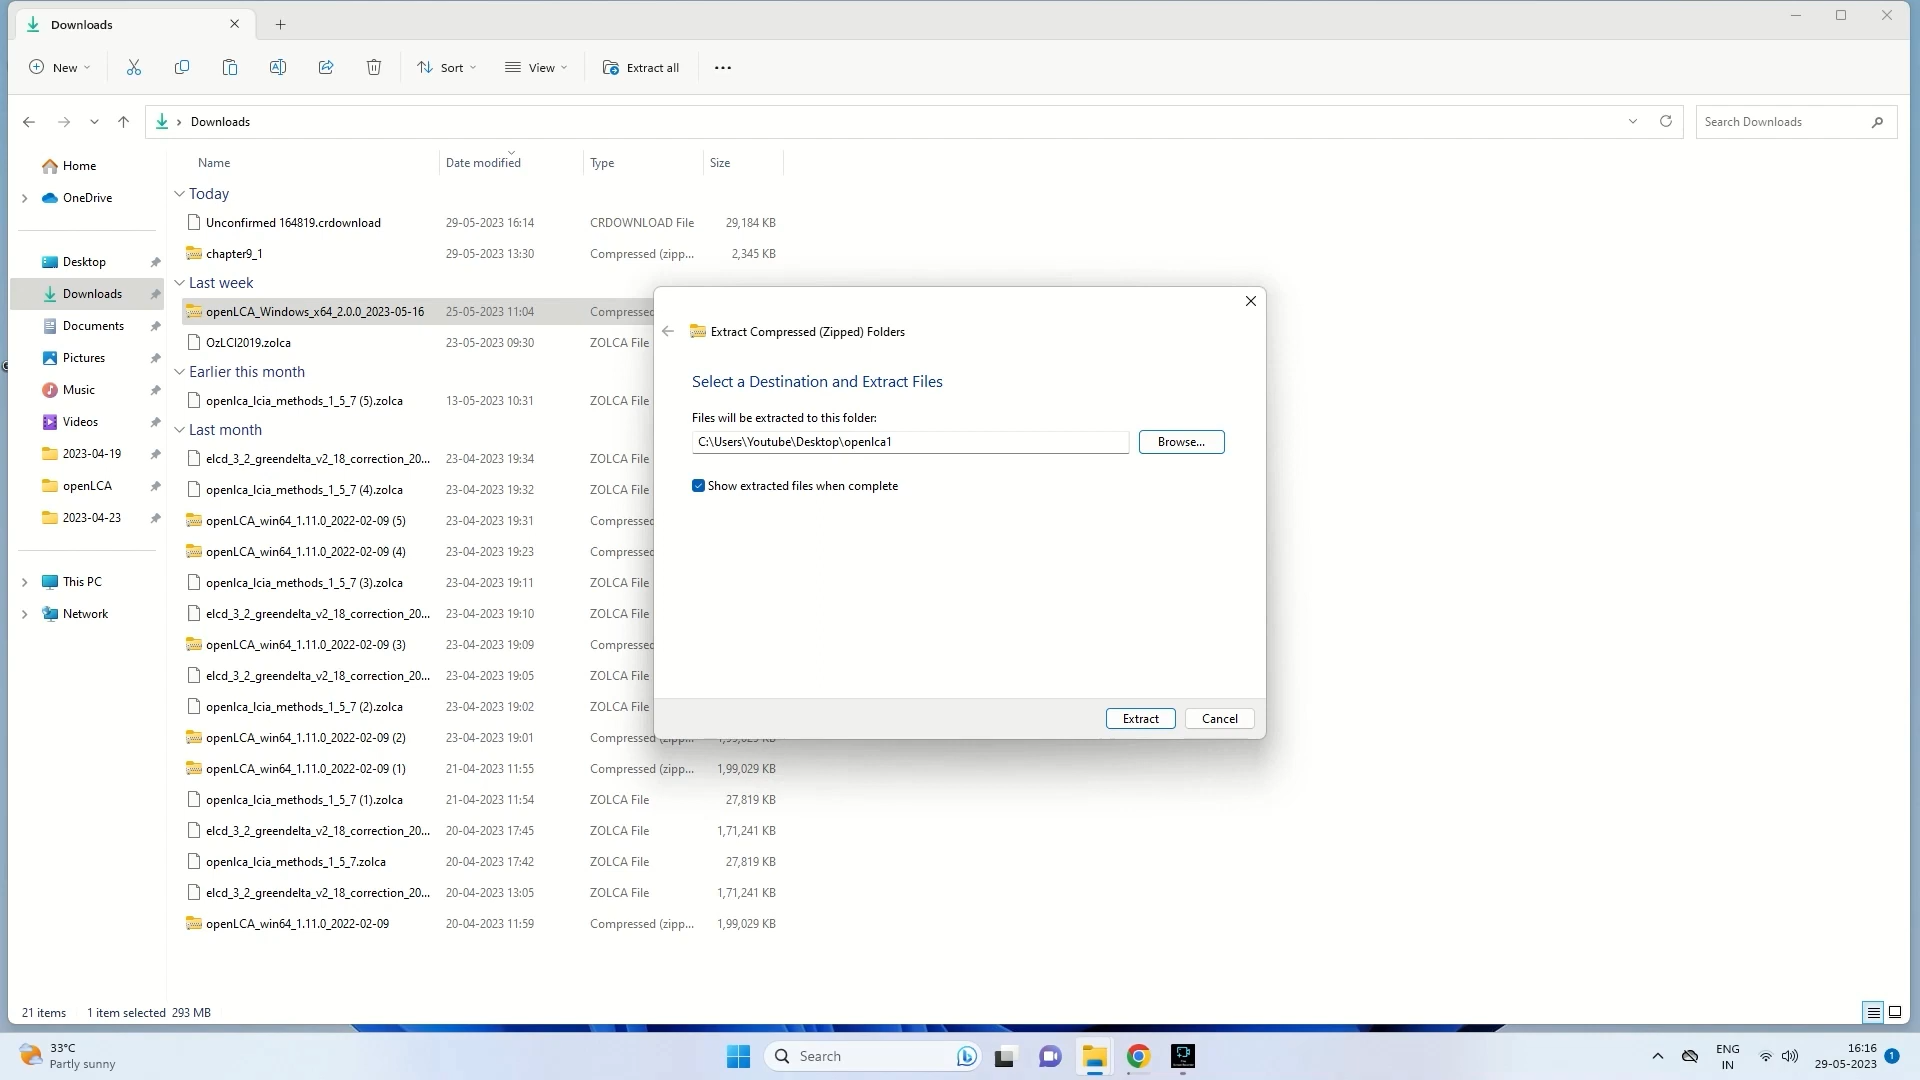 Downloads
New
Sort
View
Extract all
Downloads
Search Downloads
Home
OneDrive
Desktop
Downloads
Documents
Pictures
Music
Videos
2023-04-19
openLCA
2023-04-23
This PC
Network
Name Date modified Type Size
Today
Unconfirmed 164819.crdownload 29-05-2023 16:14 CRDOWNLOAD File 29,184 KB
chapter9_1 29-05-2023 13:30 Compressed (zipp... 2,345 KB
Last week
openLCA_Windows_x64_2.0.0_2023-05-16 25-05-2023 11:04 Compressed
OzLCI2019.zolca 23-05-2023 09:30 ZOLCA File
Earlier this month
openlca_lcia_methods_1_5_7 (5).zolca 13-05-2023 10:31 ZOLCA File
Last month
elcd_3_2_greendelta_v2_18_correction_20... 23-04-2023 19:34 ZOLCA File
openlca_lcia_methods_1_5_7 (4).zolca 23-04-2023 19:32 ZOLCA File
openLCA_win64_1.11.0_2022-02-09 (5) 23-04-2023 19:31 Compressed
openLCA_win64_1.11.0_2022-02-09 (4) 23-04-2023 19:23 Compressed
openlca_lcia_methods_1_5_7 (3).zolca 23-04-2023 19:11 ZOLCA File
elcd_3_2_greendelta_v2_18_correction_20... 23-04-2023 19:10 ZOLCA File
openLCA_win64_1.11.0_2022-02-09 (3) 23-04-2023 19:09 Compressed
elcd_3_2_greendelta_v2_18_correction_20... 23-04-2023 19:05 ZOLCA File
openlca_lcia_methods_1_5_7 (2).zolca 23-04-2023 19:02 ZOLCA File
openLCA_win64_1.11.0_2022-02-09 (2) 23-04-2023 19:01 Compressed (zipp... 1,99,029 KB
openLCA_win64_1.11.0_2022-02-09 (1) 21-04-2023 11:55 Compressed (zipp... 1,99,029 KB
openlca_lcia_methods_1_5_7 (1).zolca 21-04-2023 11:54 ZOLCA File 27,819 KB
elcd_3_2_greendelta_v2_18_correction_20... 20-04-2023 17:45 ZOLCA File 1,71,241 KB
openlca_lcia_methods_1_5_7.zolca 20-04-2023 17:42 ZOLCA File 27,819 KB
elcd_3_2_greendelta_v2_18_correction_20... 20-04-2023 13:05 ZOLCA File 1,71,241 KB
openLCA_win64_1.11.0_2022-02-09 20-04-2023 11:59 Compressed (zipp... 1,99,029 KB
Extract Compressed (Zipped) Folders
Select a Destination and Extract Files
Files will be extracted to this folder:
C:\Users\Youtube\Desktop\openlca1
Browse...
Show extracted files when complete
Extract
Cancel
21 items 1 item selected 293 MB
33°C
Partly sunny
Search
ENG
IN
16:16
29-05-2023
1